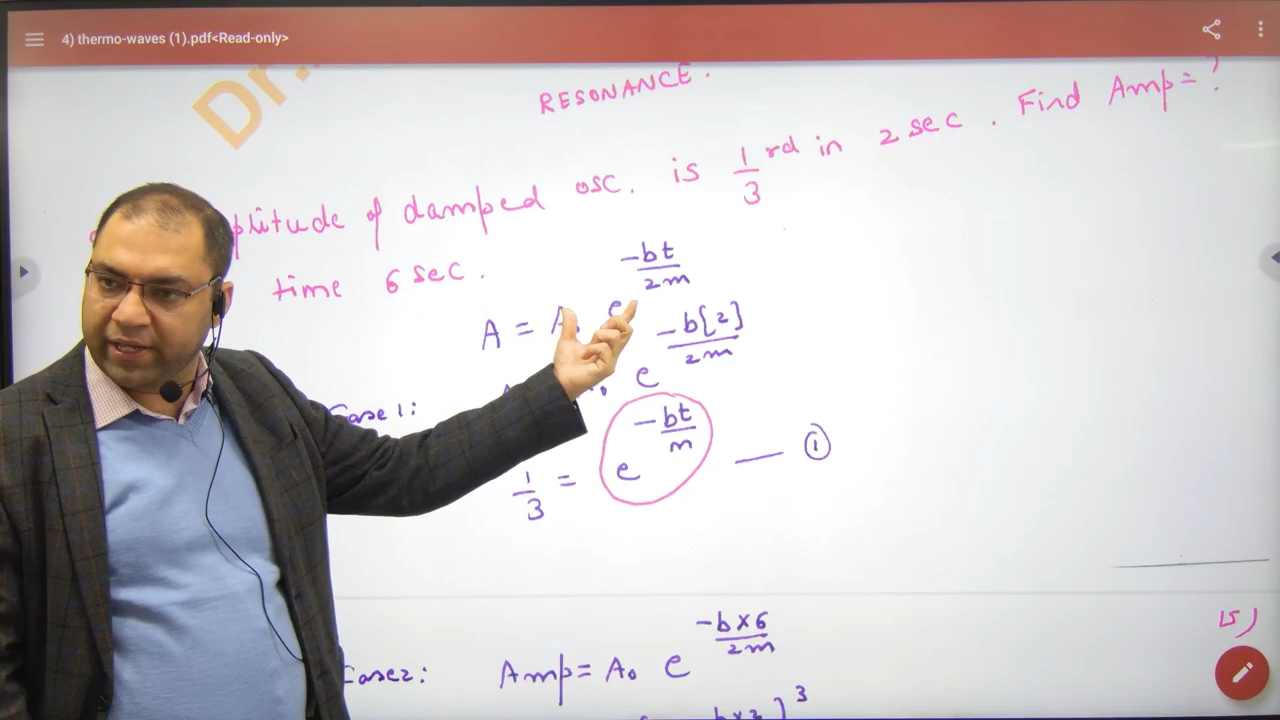 4) thermo-waves (1).pdf<Read-only>
Dr.
RESONANCE.
plitude of damped osc. is 1/3 rd in 2 sec. Find Amp=?
time 6 sec.
A = A₀ e^(-bt/2m)
Case 1: e^(-b[2]/2m)
1/3 = e^(-bt/m) — ①
15)
Case2: Amp = A₀ e^(-b×6/2m)
-b×2 ]³